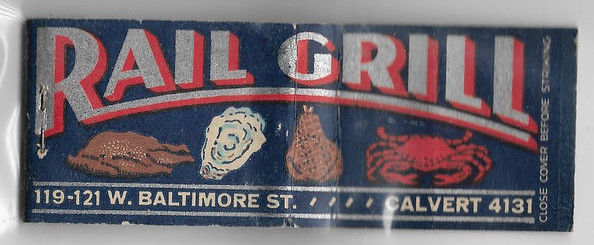 RAIL GRILL
119-121 W. BALTIMORE ST. , , , , CALVERT 4131
CLOSE COVER BEFORE STRIKING